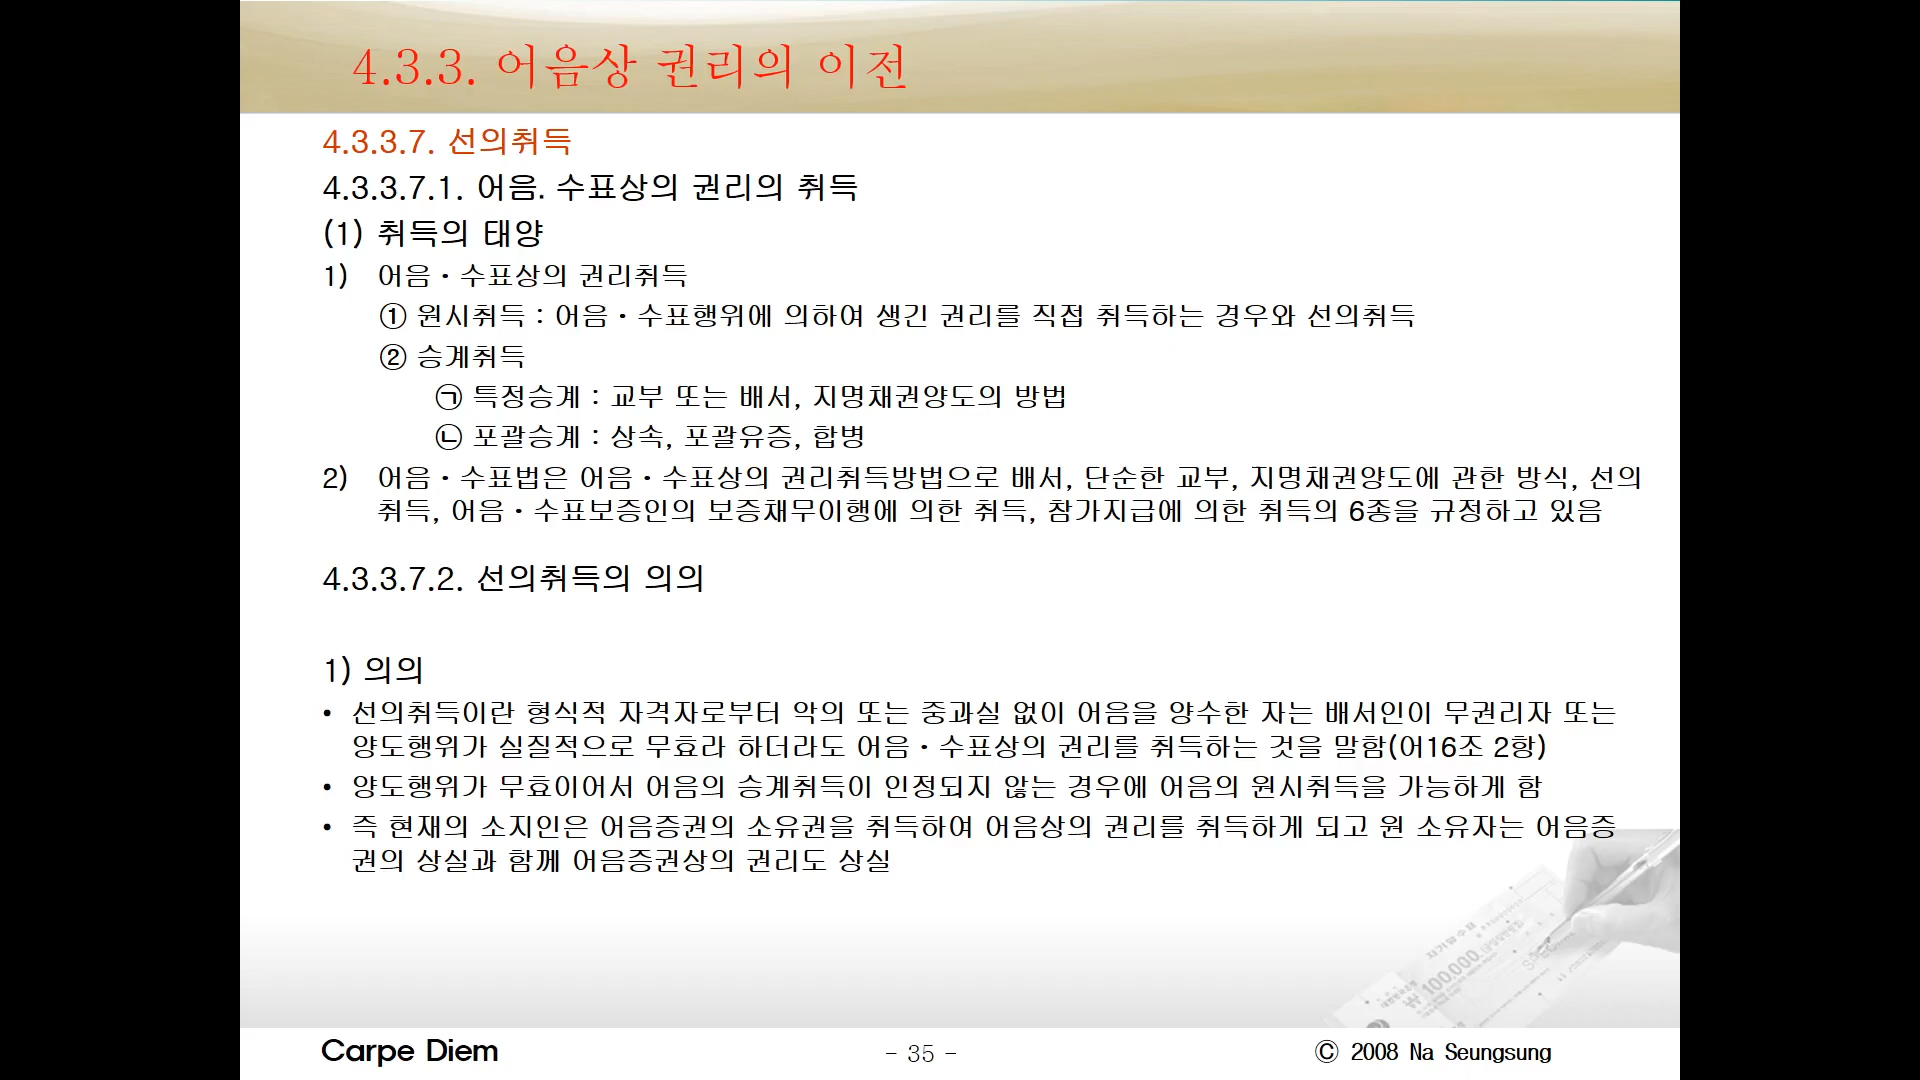 4.3.3. 어음상 권리의 이전
4.3.3.7. 선의취득
4.3.3.7.1. 어음. 수표상의 권리의 취득
(1) 취득의 태양
1) 어음·수표상의 권리취득
① 원시취득 : 어음·수표행위에 의하여 생긴 권리를 직접 취득하는 경우와 선의취득
② 승계취득
㉠ 특정승계 : 교부 또는 배서, 지명채권양도의 방법
㉡ 포괄승계 : 상속, 포괄유증, 합병
2) 어음·수표법은 어음·수표상의 권리취득방법으로 배서, 단순한 교부, 지명채권양도에 관한 방식, 선의
취득, 어음·수표보증인의 보증채무이행에 의한 취득, 참가지급에 의한 취득의 6종을 규정하고 있음
4.3.3.7.2. 선의취득의 의의
1) 의의
• 선의취득이란 형식적 자격자로부터 악의 또는 중과실 없이 어음을 양수한 자는 배서인이 무권리자 또는
양도행위가 실질적으로 무효라 하더라도 어음·수표상의 권리를 취득하는 것을 말함(어16조 2항)
• 양도행위가 무효이어서 어음의 승계취득이 인정되지 않는 경우에 어음의 원시취득을 가능하게 함
• 즉 현재의 소지인은 어음증권의 소유권을 취득하여 어음상의 권리를 취득하게 되고 원 소유자는 어음증
권의 상실과 함께 어음증권상의 권리도 상실
자기앞수표
₩100,000
Carpe Diem
- 35 -
ⓒ 2008 Na Seungsung